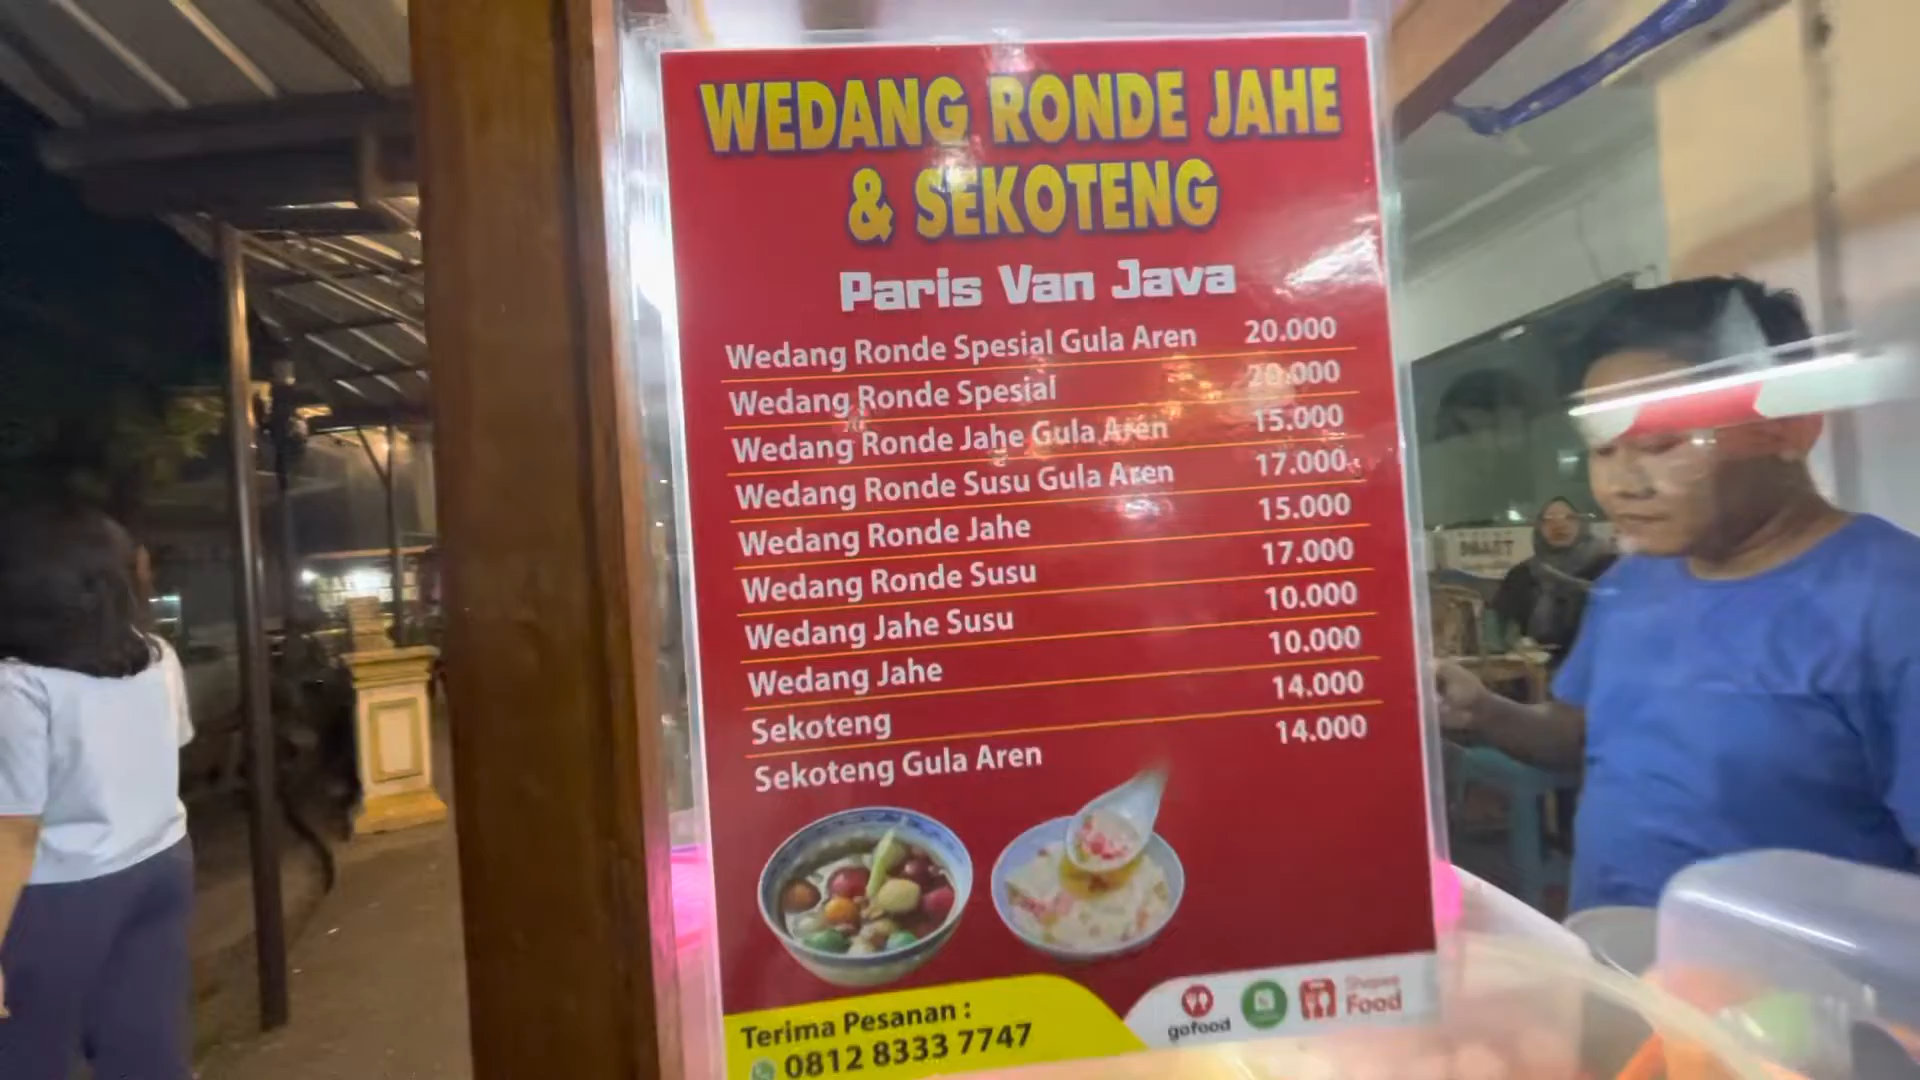 WEDANG RONDE JAHE
& SEKOTENG
Paris Van Java
Wedang Ronde Spesial Gula Aren 20.000
Wedang Ronde Spesial 20.000
Wedang Ronde Jahe Gula Aren 15.000
Wedang Ronde Susu Gula Aren 17.000
Wedang Ronde Jahe 15.000
Wedang Ronde Susu 17.000
Wedang Jahe Susu 10.000
Wedang Jahe 10.000
Sekoteng 14.000
Sekoteng Gula Aren 14.000
Terima Pesanan :
0812 8333 7747
gofood
Shopee
Food